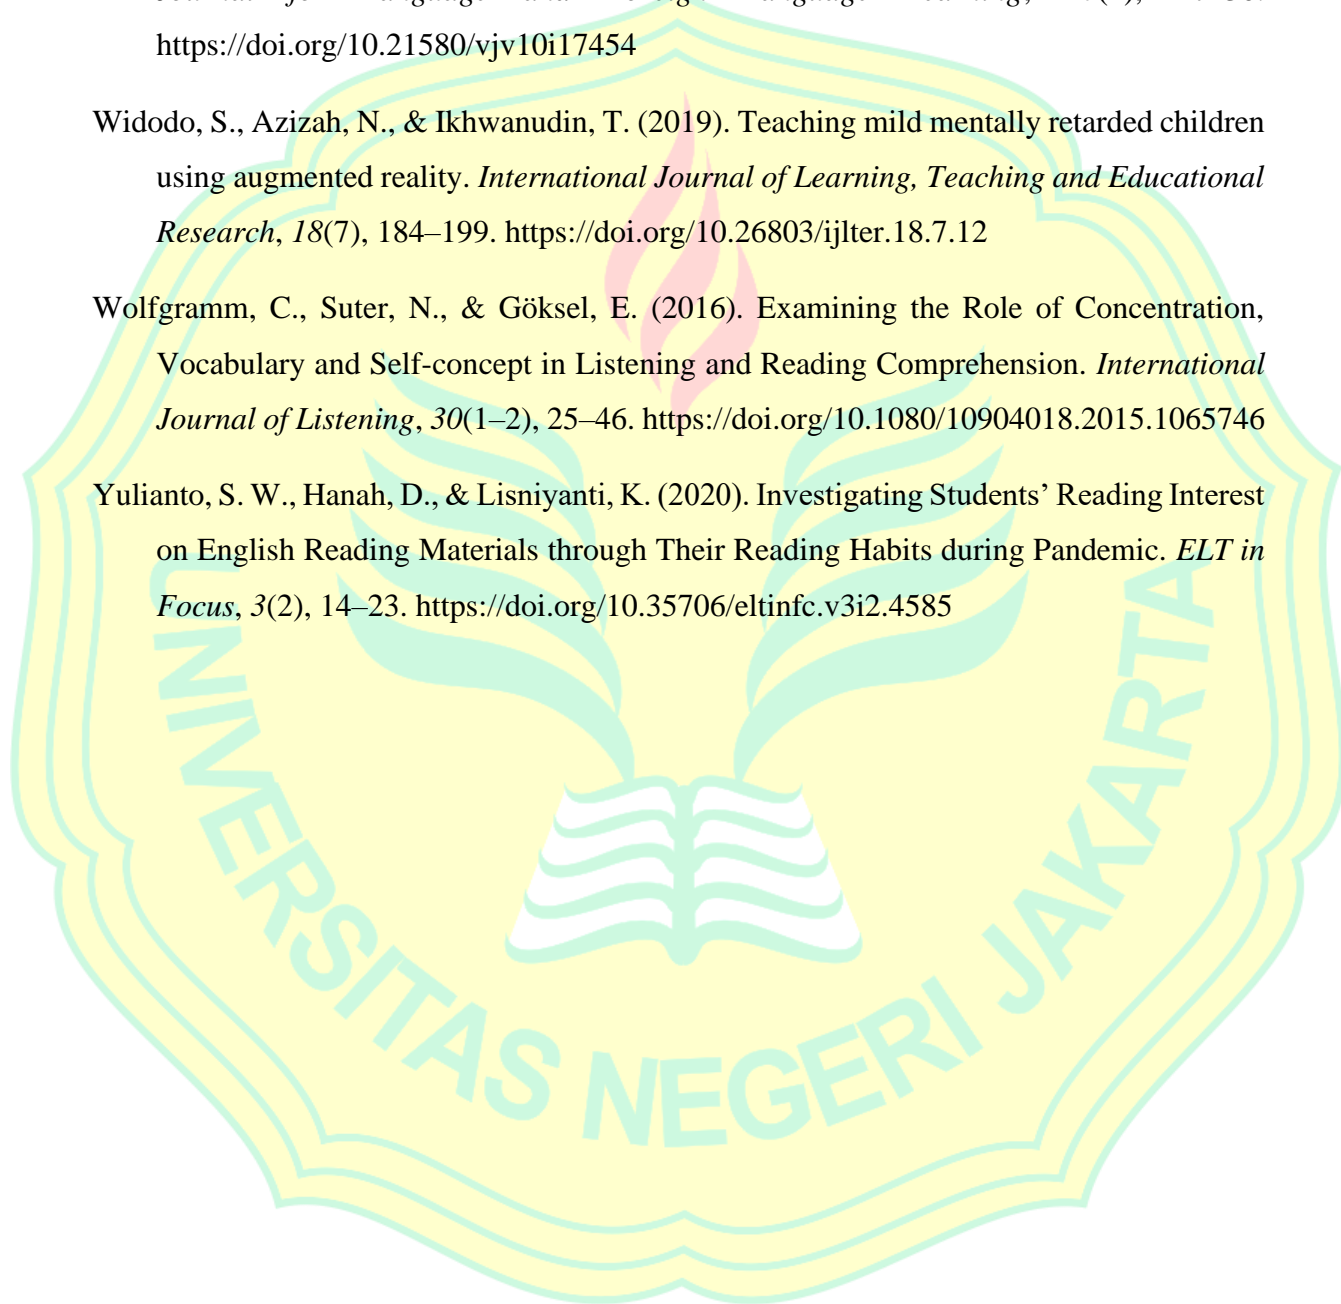 https://doi.org/10.21580/vjv10i17454
Widodo, S., Azizah, N., & Ikhwanudin, T. (2019). Teaching mild mentally retarded children
using augmented reality. International Journal of Learning, Teaching and Educational
Research, 18(7), 184–199. https://doi.org/10.26803/ijlter.18.7.12
Wolfgramm, C., Suter, N., & Göksel, E. (2016). Examining the Role of Concentration,
Vocabulary and Self-concept in Listening and Reading Comprehension. International
Journal of Listening, 30(1–2), 25–46. https://doi.org/10.1080/10904018.2015.1065746
Yulianto, S. W., Hanah, D., & Lisniyanti, K. (2020). Investigating Students’ Reading Interest
on English Reading Materials through Their Reading Habits during Pandemic. ELT in
Focus, 3(2), 14–23. https://doi.org/10.35706/eltinfc.v3i2.4585
UNIVERSITAS NEGERI JAKARTA